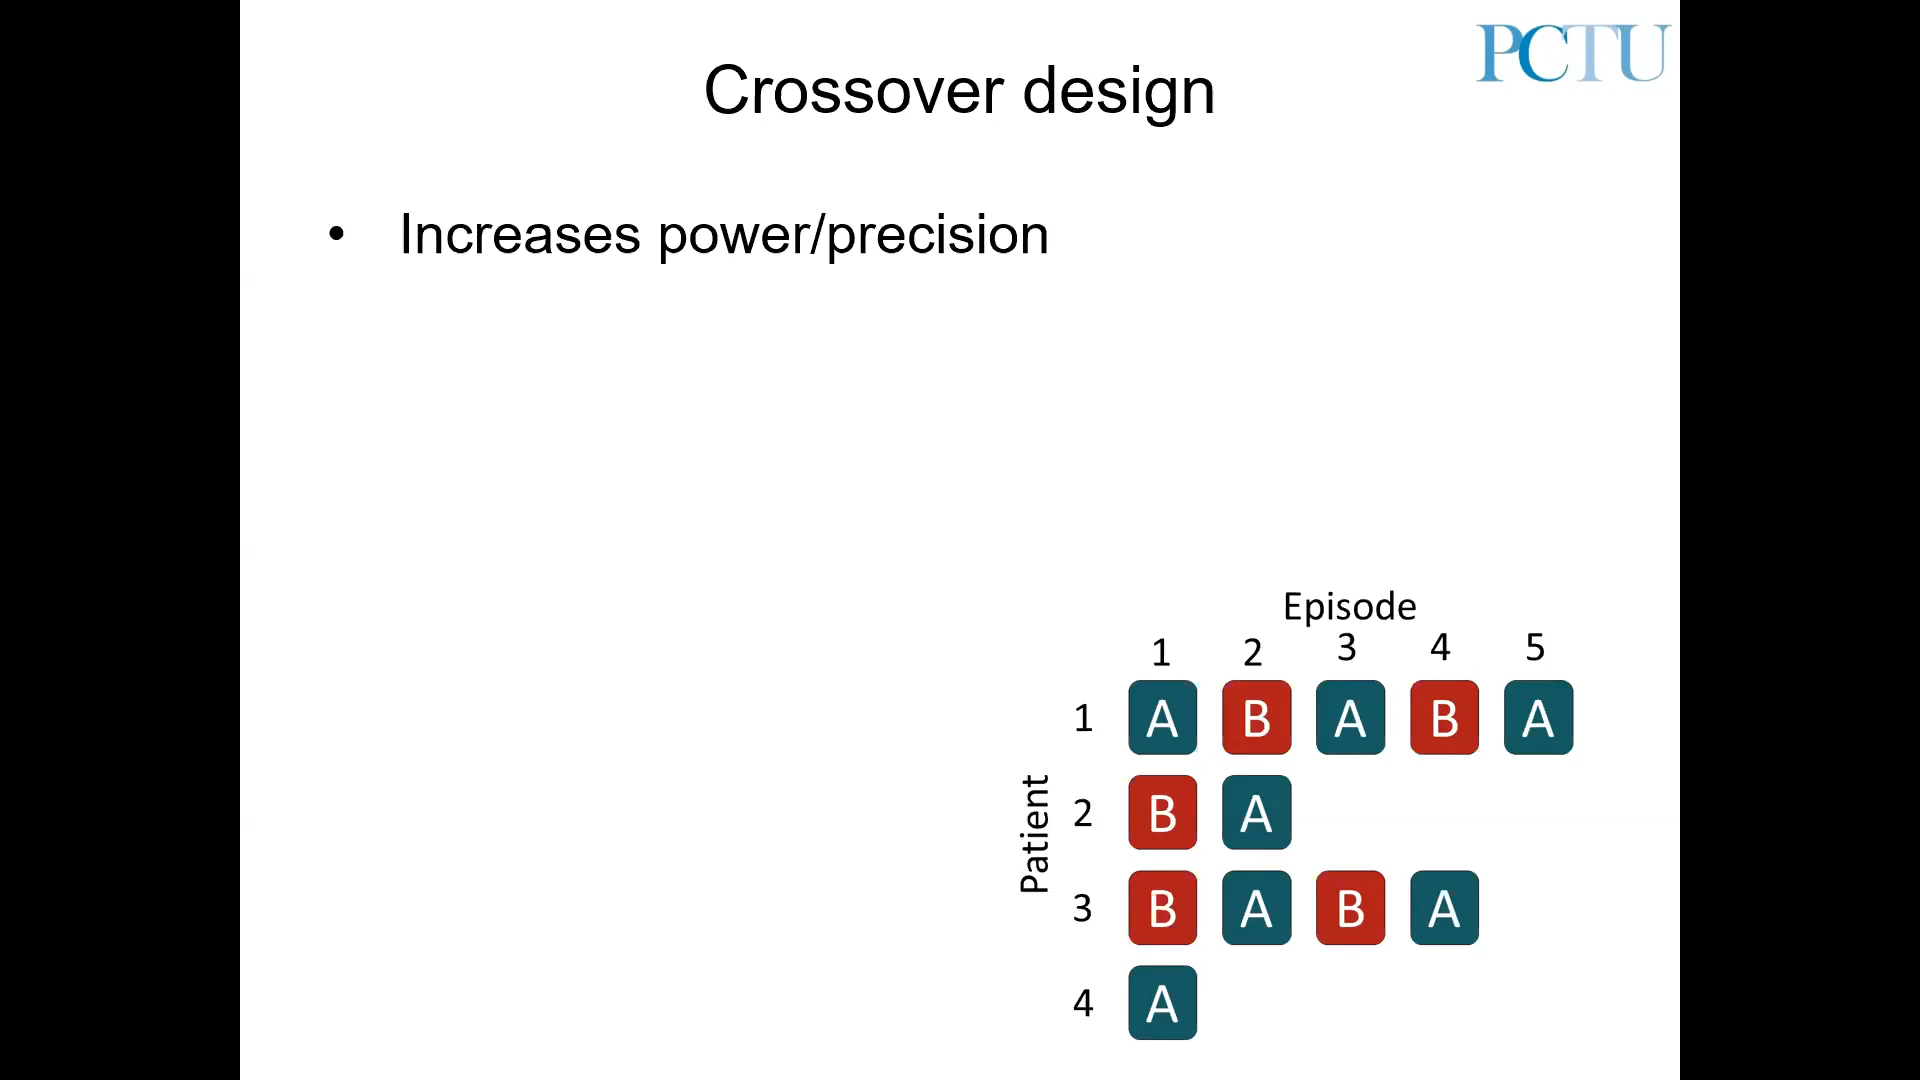 PCTU
Crossover design
• Increases power/precision
Episode
1 2 3 4 5
Patient
1 A B A B A
2 B A
3 B A B A
4 A